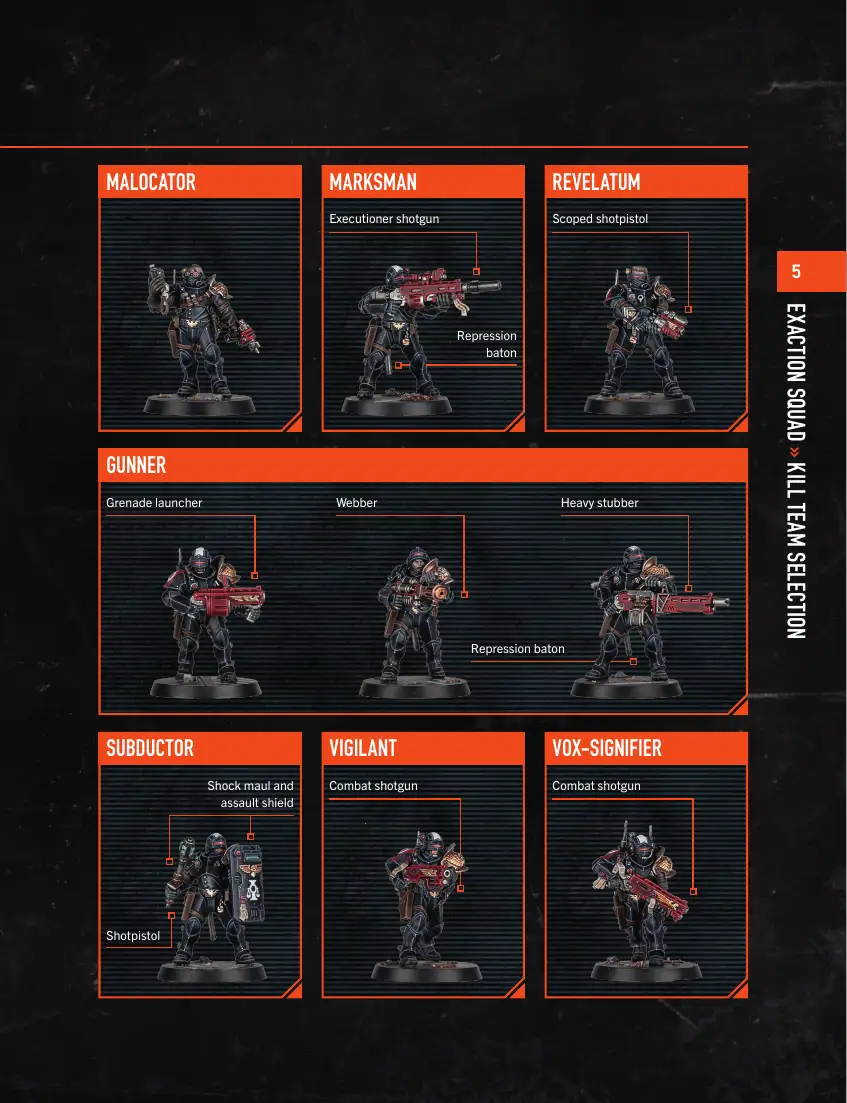 MALOCATOR
MARKSMAN
Executioner shotgun
Repression
baton
REVELATUM
Scoped shotpistol
GUNNER
Grenade launcher
Webber
Heavy stubber
Repression baton
SUBDUCTOR
Shock maul and
assault shield
Shotpistol
VIGILANT
Combat shotgun
VOX-SIGNIFIER
Combat shotgun
5
EXACTION SQUAD » KILL TEAM SELECTION